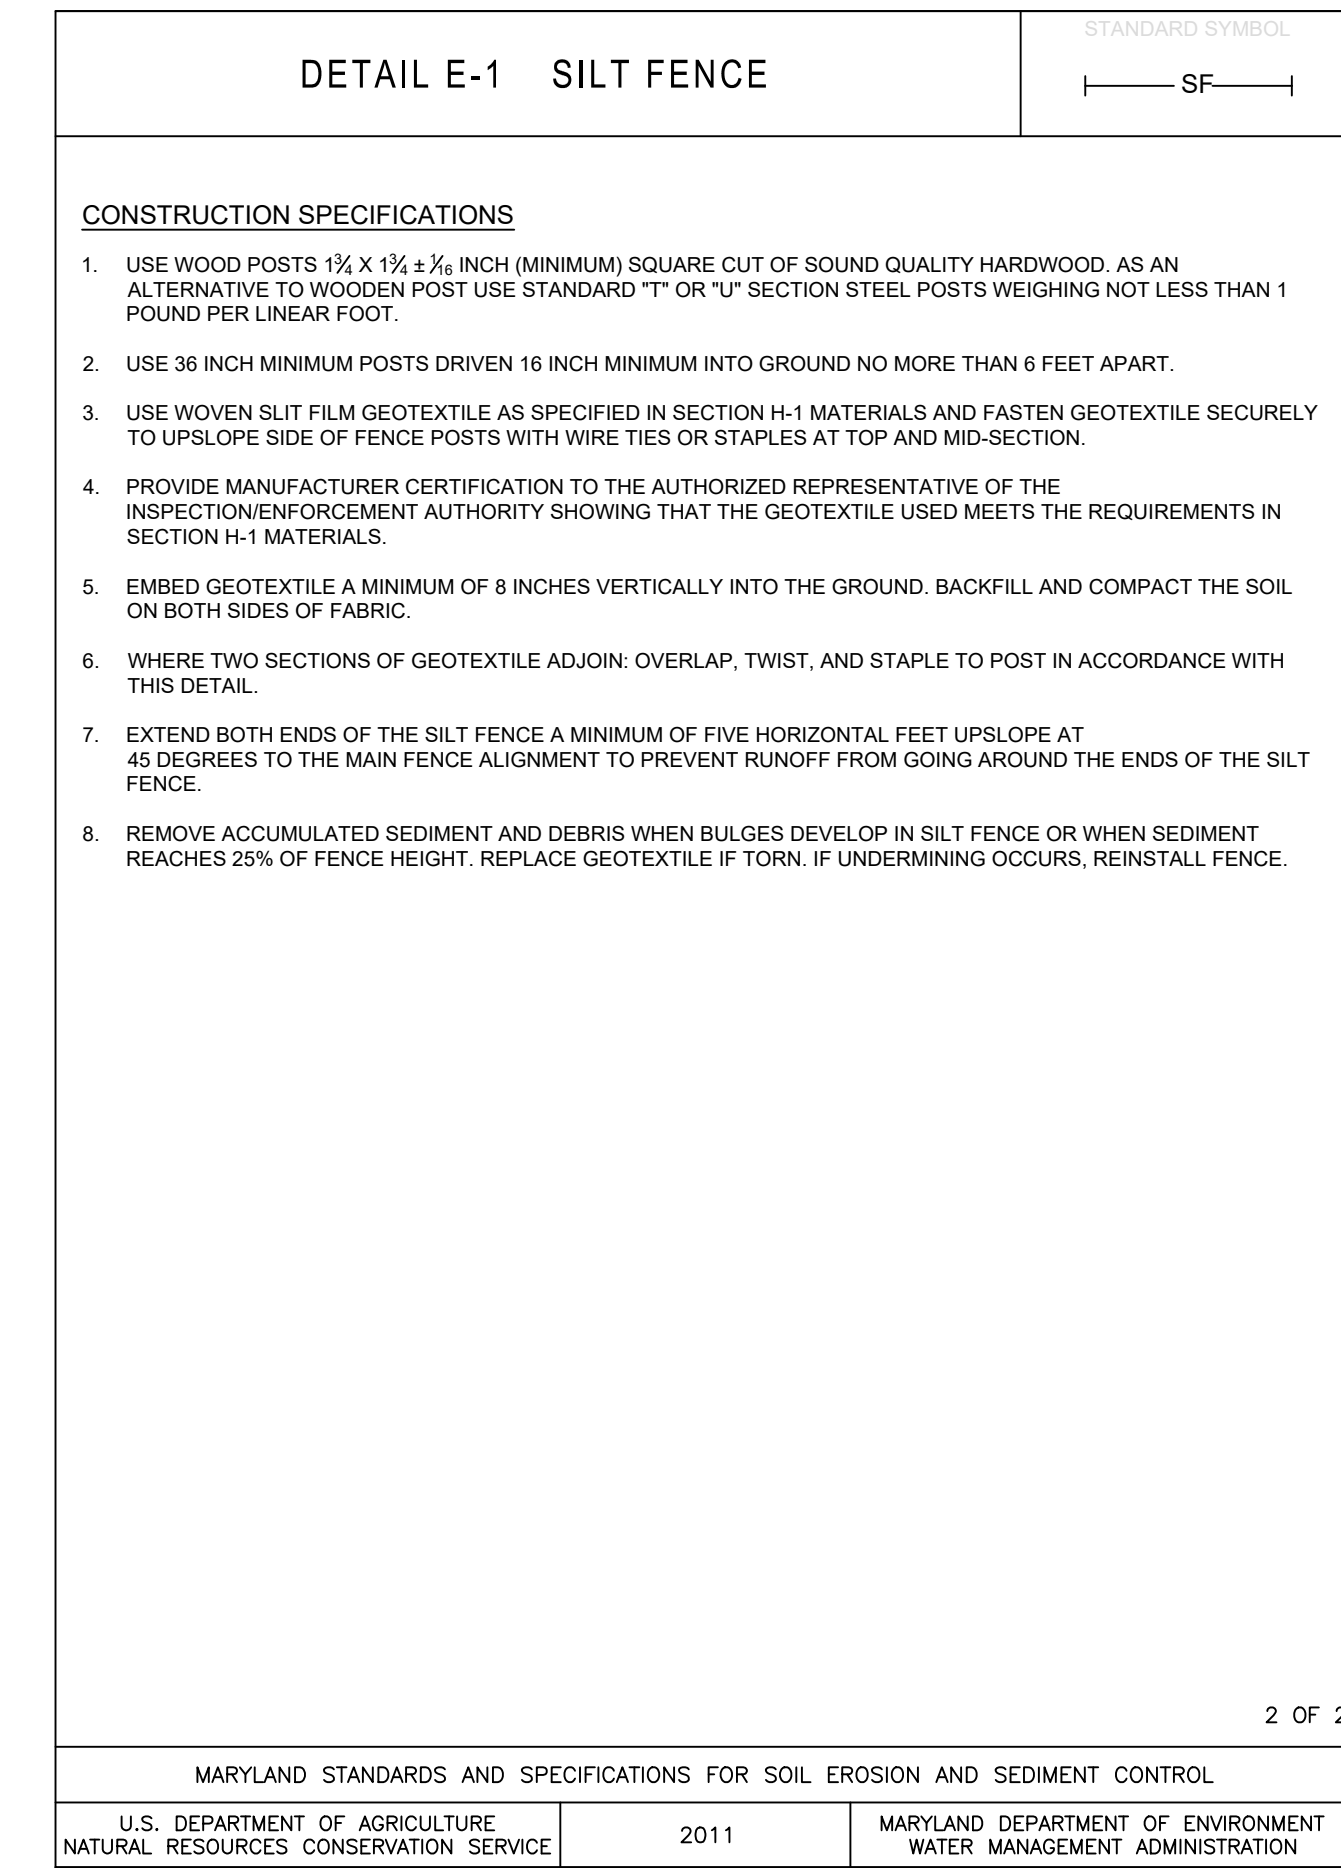 DETAIL E-1 SILT FENCE
STANDARD SYMBOL
SF
CONSTRUCTION SPECIFICATIONS
1. USE WOOD POSTS 1¾ X 1¾ ± 1⁄16 INCH (MINIMUM) SQUARE CUT OF SOUND QUALITY HARDWOOD. AS AN
ALTERNATIVE TO WOODEN POST USE STANDARD "T" OR "U" SECTION STEEL POSTS WEIGHING NOT LESS THAN 1
POUND PER LINEAR FOOT.
2. USE 36 INCH MINIMUM POSTS DRIVEN 16 INCH MINIMUM INTO GROUND NO MORE THAN 6 FEET APART.
3. USE WOVEN SLIT FILM GEOTEXTILE AS SPECIFIED IN SECTION H-1 MATERIALS AND FASTEN GEOTEXTILE SECURELY
TO UPSLOPE SIDE OF FENCE POSTS WITH WIRE TIES OR STAPLES AT TOP AND MID-SECTION.
4. PROVIDE MANUFACTURER CERTIFICATION TO THE AUTHORIZED REPRESENTATIVE OF THE
INSPECTION/ENFORCEMENT AUTHORITY SHOWING THAT THE GEOTEXTILE USED MEETS THE REQUIREMENTS IN
SECTION H-1 MATERIALS.
5. EMBED GEOTEXTILE A MINIMUM OF 8 INCHES VERTICALLY INTO THE GROUND. BACKFILL AND COMPACT THE SOIL
ON BOTH SIDES OF FABRIC.
6. WHERE TWO SECTIONS OF GEOTEXTILE ADJOIN: OVERLAP, TWIST, AND STAPLE TO POST IN ACCORDANCE WITH
THIS DETAIL.
7. EXTEND BOTH ENDS OF THE SILT FENCE A MINIMUM OF FIVE HORIZONTAL FEET UPSLOPE AT
45 DEGREES TO THE MAIN FENCE ALIGNMENT TO PREVENT RUNOFF FROM GOING AROUND THE ENDS OF THE SILT
FENCE.
8. REMOVE ACCUMULATED SEDIMENT AND DEBRIS WHEN BULGES DEVELOP IN SILT FENCE OR WHEN SEDIMENT
REACHES 25% OF FENCE HEIGHT. REPLACE GEOTEXTILE IF TORN. IF UNDERMINING OCCURS, REINSTALL FENCE.
2 OF 2
MARYLAND STANDARDS AND SPECIFICATIONS FOR SOIL EROSION AND SEDIMENT CONTROL
U.S. DEPARTMENT OF AGRICULTURE
NATURAL RESOURCES CONSERVATION SERVICE
2011
MARYLAND DEPARTMENT OF ENVIRONMENT
WATER MANAGEMENT ADMINISTRATION